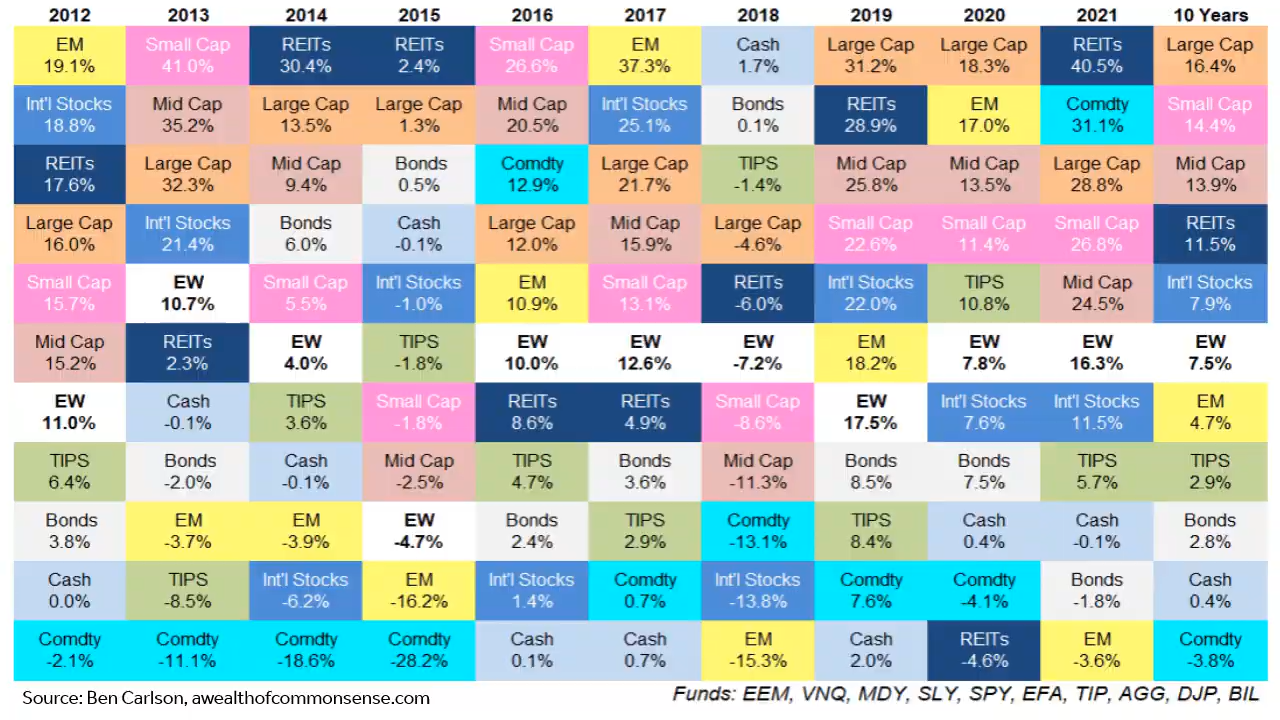 2012 2013 2014 2015 2016 2017 2018 2019 2020 2021 10 Years
EM Small Cap REITs REITs Small Cap EM Cash Large Cap Large Cap REITs Large Cap
19.1% 41.0% 30.4% 2.4% 26.6% 37.3% 1.7% 31.2% 18.3% 40.5% 16.4%
Int'l Stocks Mid Cap Large Cap Large Cap Mid Cap Int'l Stocks Bonds REITs EM Comdty Small Cap
18.8% 35.2% 13.5% 1.3% 20.5% 25.1% 0.1% 28.9% 17.0% 31.1% 14.4%
REITs Large Cap Mid Cap Bonds Comdty Large Cap TIPS Mid Cap Mid Cap Large Cap Mid Cap
17.6% 32.3% 9.4% 0.5% 12.9% 21.7% -1.4% 25.8% 13.5% 28.8% 13.9%
Large Cap Int'l Stocks Bonds Cash Large Cap Mid Cap Large Cap Small Cap Small Cap Small Cap REITs
16.0% 21.4% 6.0% -0.1% 12.0% 15.9% -4.6% 22.6% 11.4% 26.8% 11.5%
Small Cap EW Small Cap Int'l Stocks EM Small Cap REITs Int'l Stocks TIPS Mid Cap Int'l Stocks
15.7% 10.7% 5.5% -1.0% 10.9% 13.1% -6.0% 22.0% 10.8% 24.5% 7.9%
Mid Cap REITs EW TIPS EW EW EW EM EW EW EW
15.2% 2.3% 4.0% -1.8% 10.0% 12.6% -7.2% 18.2% 7.8% 16.3% 7.5%
EW Cash TIPS Small Cap REITs REITs Small Cap EW Int'l Stocks Int'l Stocks EM
11.0% -0.1% 3.6% -1.8% 8.6% 4.9% -8.6% 17.5% 7.6% 11.5% 4.7%
TIPS Bonds Cash Mid Cap TIPS Bonds Mid Cap Bonds Bonds TIPS TIPS
6.4% -2.0% -0.1% -2.5% 4.7% 3.6% -11.3% 8.5% 7.5% 5.7% 2.9%
Bonds EM EM EW Bonds TIPS Comdty TIPS Cash Cash Bonds
3.8% -3.7% -3.9% -4.7% 2.4% 2.9% -13.1% 8.4% 0.4% -0.1% 2.8%
Cash TIPS Int'l Stocks EM Int'l Stocks Comdty Int'l Stocks Comdty Comdty Bonds Cash
0.0% -8.5% -6.2% -16.2% 1.4% 0.7% -13.8% 7.6% -4.1% -1.8% 0.4%
Comdty Comdty Comdty Comdty Cash Cash EM Cash REITs EM Comdty
-2.1% -11.1% -18.6% -28.2% 0.1% 0.7% -15.3% 2.0% -4.6% -3.6% -3.8%
Source: Ben Carlson, awealthofcommonsense.com
Funds: EEM, VNQ, MDY, SLY, SPY, EFA, TIP, AGG, DJP, BIL